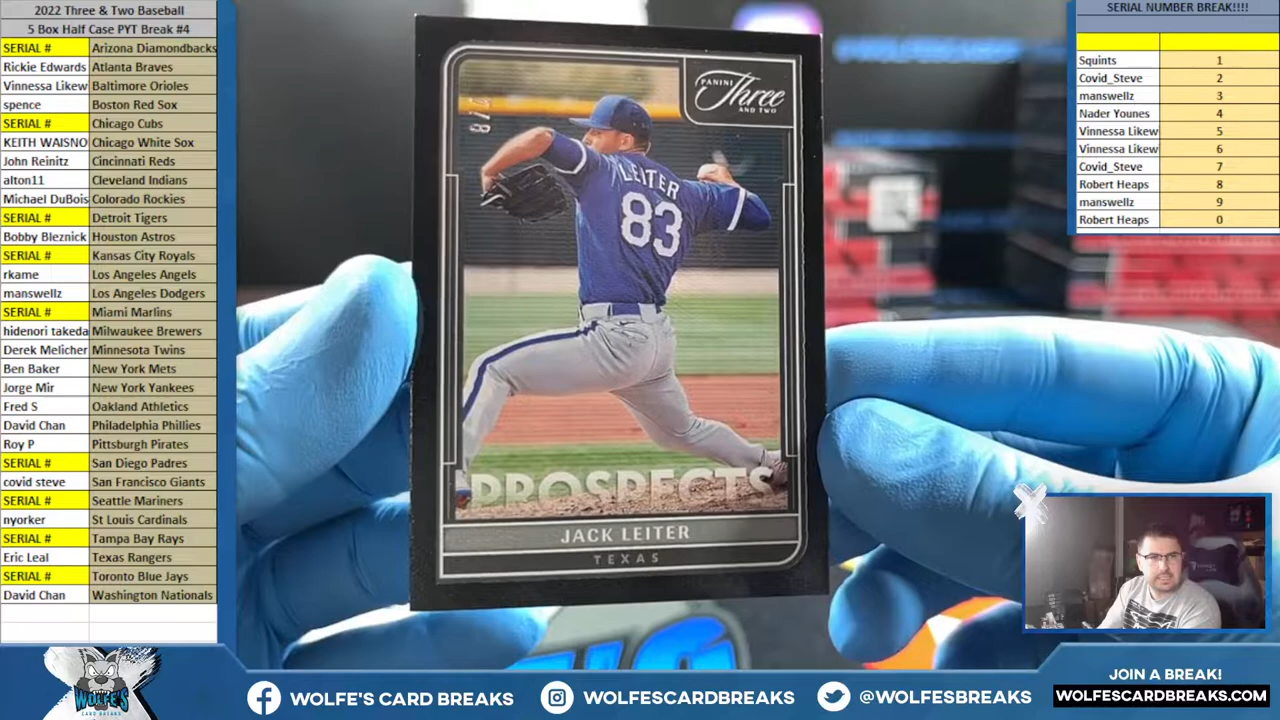 2022 Three & Two Baseball
5 Box Half Case PYT Break #4
SERIAL # Arizona Diamondbacks
Rickie Edwards Atlanta Braves
Vinnessa Likew Baltimore Orioles
spence Boston Red Sox
SERIAL # Chicago Cubs
KEITH WAISNO Chicago White Sox
John Reinitz Cincinnati Reds
alton11 Cleveland Indians
Michael DuBois Colorado Rockies
SERIAL # Detroit Tigers
Bobby Bleznick Houston Astros
SERIAL # Kansas City Royals
rkame Los Angeles Angels
manswellz Los Angeles Dodgers
SERIAL # Miami Marlins
hidenori takeda Milwaukee Brewers
Derek Melicher Minnesota Twins
Ben Baker New York Mets
Jorge Mir New York Yankees
Fred S Oakland Athletics
David Chan Philadelphia Phillies
Roy P Pittsburgh Pirates
SERIAL # San Diego Padres
covid steve San Francisco Giants
SERIAL # Seattle Mariners
nyorker St Louis Cardinals
SERIAL # Tampa Bay Rays
Eric Leal Texas Rangers
SERIAL # Toronto Blue Jays
David Chan Washington Nationals
PANINI
Three
AND TWO
LEITER
83
PROSPECTS
JACK LEITER
TEXAS
SERIAL NUMBER BREAK!!!!
Squints 1
Covid_Steve 2
manswellz 3
Nader Younes 4
Vinnessa Likew 5
Vinnessa Likew 6
Covid_Steve 7
Robert Heaps 8
manswellz 9
Robert Heaps 0
WOLFE'S
CARD BREAKS
WOLFE'S CARD BREAKS
WOLFESCARDBREAKS
@WOLFESBREAKS
JOIN A BREAK!
WOLFESCARDBREAKS.COM